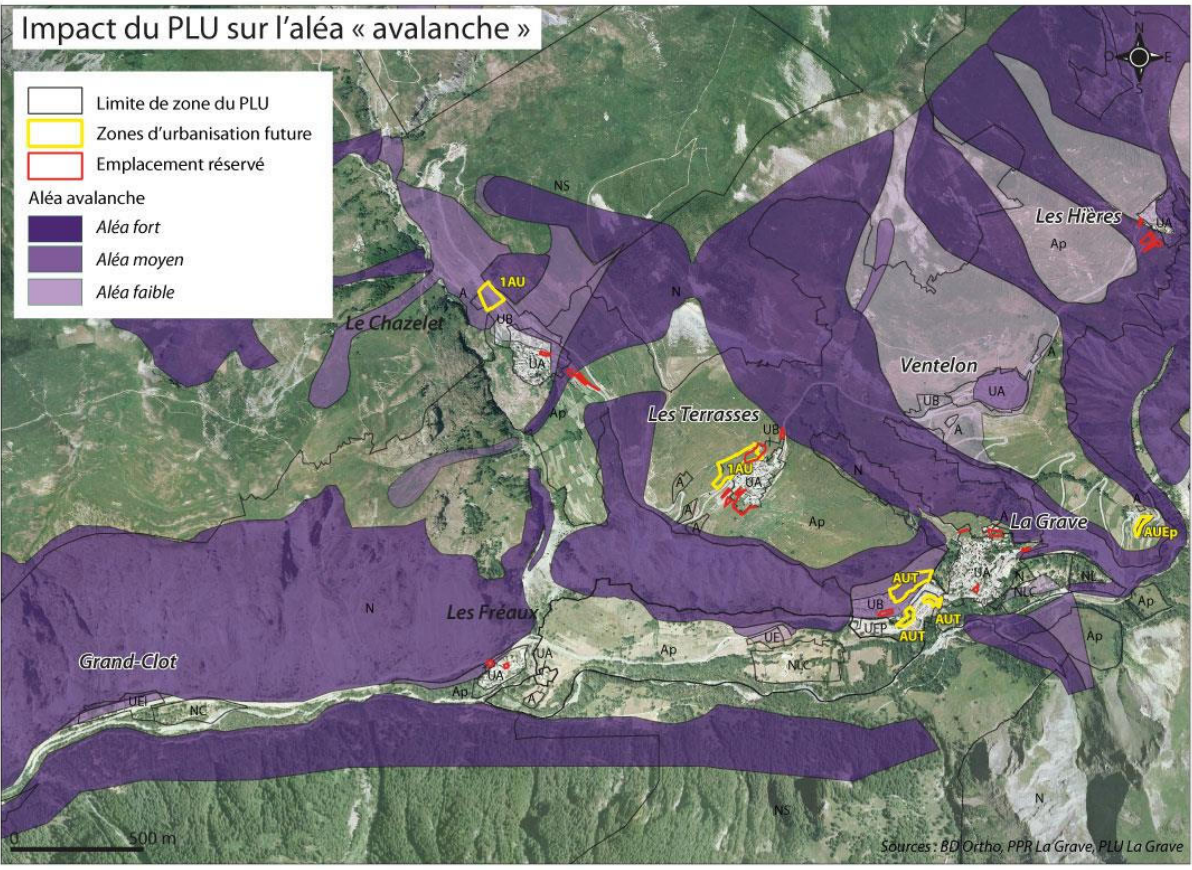 Impact du PLU sur l'aléa « avalanche »
Limite de zone du PLU
Zones d'urbanisation future
Emplacement réservé
Aléa avalanche
Aléa fort
Aléa moyen
Aléa faible
N
O
E
S
NS
Les Hières
UA
Ap
1AU
A
N
Le Chazelet
UB
UA
A
Ventelon
UA
UB
A
Ap
Les Terrasses
UB
1AU
UA
N
A
A
A
A
Ap
La Grave
A
AUEp
AUT
UA
N
NL
NLC
UB
Ap
N
Les Fréaux
UEP
AUT
AUT
UE
Ap
Ap
UA
Grand-Clot
NLC
UA
Ap
A
UEI
NC
N
NS
0
500 m
Sources : BD Ortho, PPR La Grave, PLU La Grave